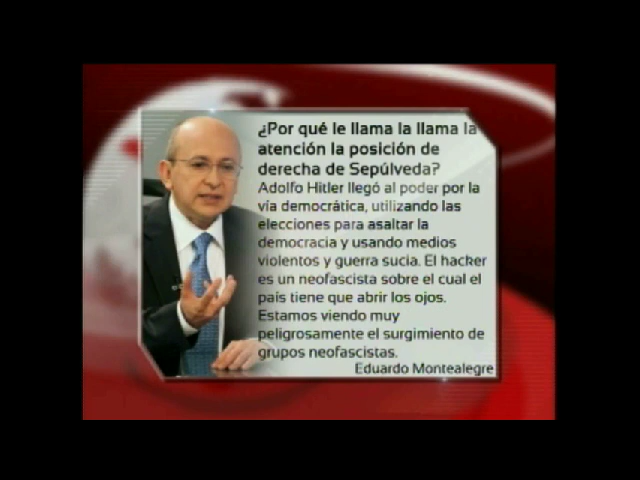 ¿Por qué le llama la llama la
atención la posición de
derecha de Sepúlveda?
Adolfo Hitler llegó al poder por la
vía democrática, utilizando las
elecciones para asaltar la
democracia y usando medios
violentos y guerra sucia. El hacker
es un neofascista sobre el cual el
país tiene que abrir los ojos.
Estamos viendo muy
peligrosamente el surgimiento de
grupos neofascistas.
Eduardo Montealegre